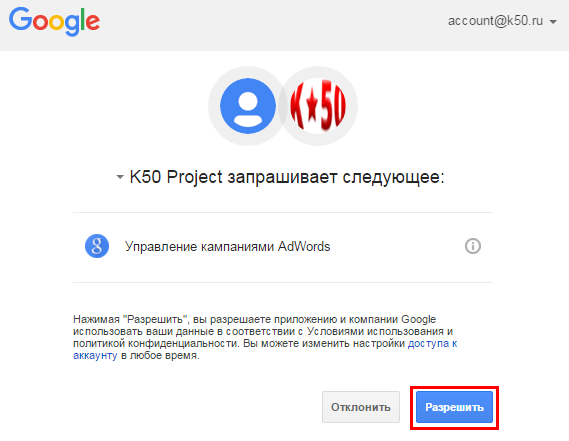 Google
account@k50.ru
K★50
K50 Project запрашивает следующее:
8
Управление кампаниями AdWords
i
Нажимая "Разрешить", вы разрешаете приложению и компании Google
использовать ваши данные в соответствии с Условиями использования и
политикой конфиденциальности. Вы можете изменить настройки доступа к
аккаунту в любое время.
Отклонить
Разрешить